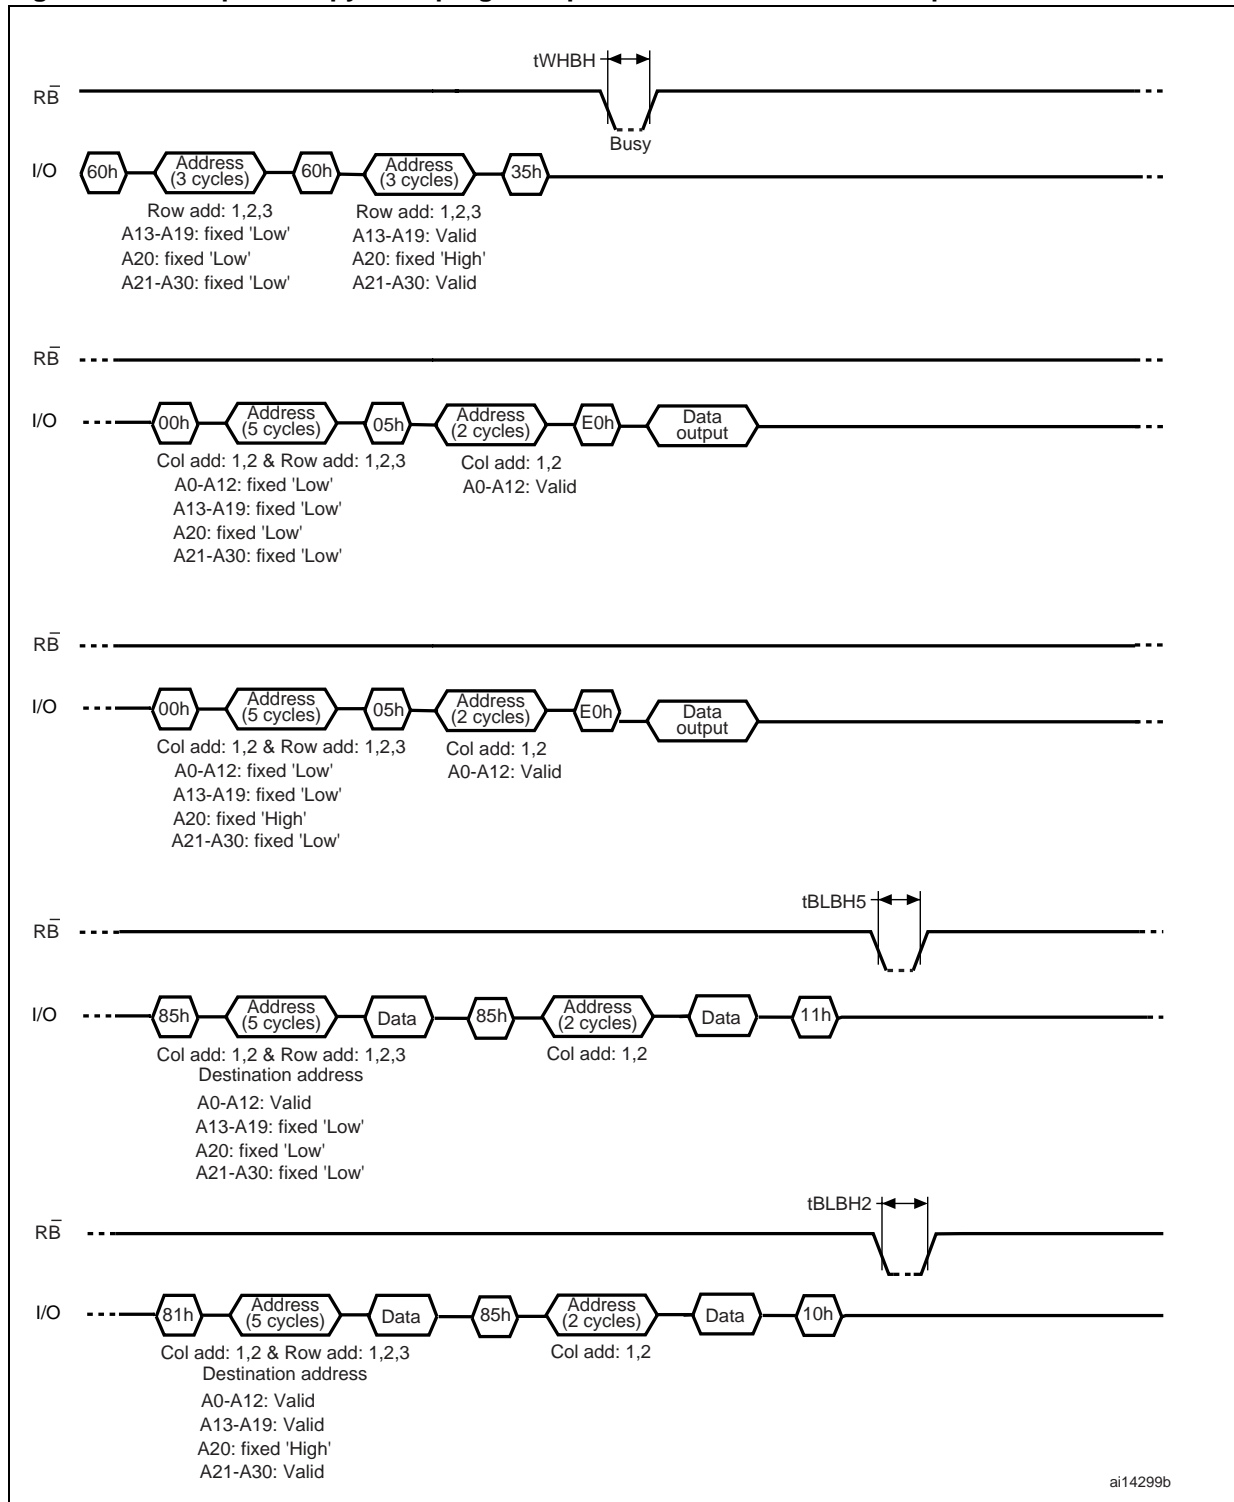 tWHBH
RB̅
Busy
I/O 60h Address (3 cycles) 60h Address (3 cycles) 35h
Row add: 1,2,3 Row add: 1,2,3
A13-A19: fixed 'Low' A13-A19: Valid
A20: fixed 'Low' A20: fixed 'High'
A21-A30: fixed 'Low' A21-A30: Valid
RB̅
I/O 00h Address (5 cycles) 05h Address (2 cycles) E0h Data output
Col add: 1,2 & Row add: 1,2,3 Col add: 1,2
A0-A12: fixed 'Low' A0-A12: Valid
A13-A19: fixed 'Low'
A20: fixed 'Low'
A21-A30: fixed 'Low'
RB̅
I/O 00h Address (5 cycles) 05h Address (2 cycles) E0h Data output
Col add: 1,2 & Row add: 1,2,3 Col add: 1,2
A0-A12: fixed 'Low' A0-A12: Valid
A13-A19: fixed 'Low'
A20: fixed 'High'
A21-A30: fixed 'Low'
tBLBH5
RB̅
I/O 85h Address (5 cycles) Data 85h Address (2 cycles) Data 11h
Col add: 1,2 & Row add: 1,2,3 Col add: 1,2
Destination address
A0-A12: Valid
A13-A19: fixed 'Low'
A20: fixed 'Low'
A21-A30: fixed 'Low'
tBLBH2
RB̅
I/O 81h Address (5 cycles) Data 85h Address (2 cycles) Data 10h
Col add: 1,2 & Row add: 1,2,3 Col add: 1,2
Destination address
A0-A12: Valid
A13-A19: Valid
A20: fixed 'High'
A21-A30: Valid
ai14299b